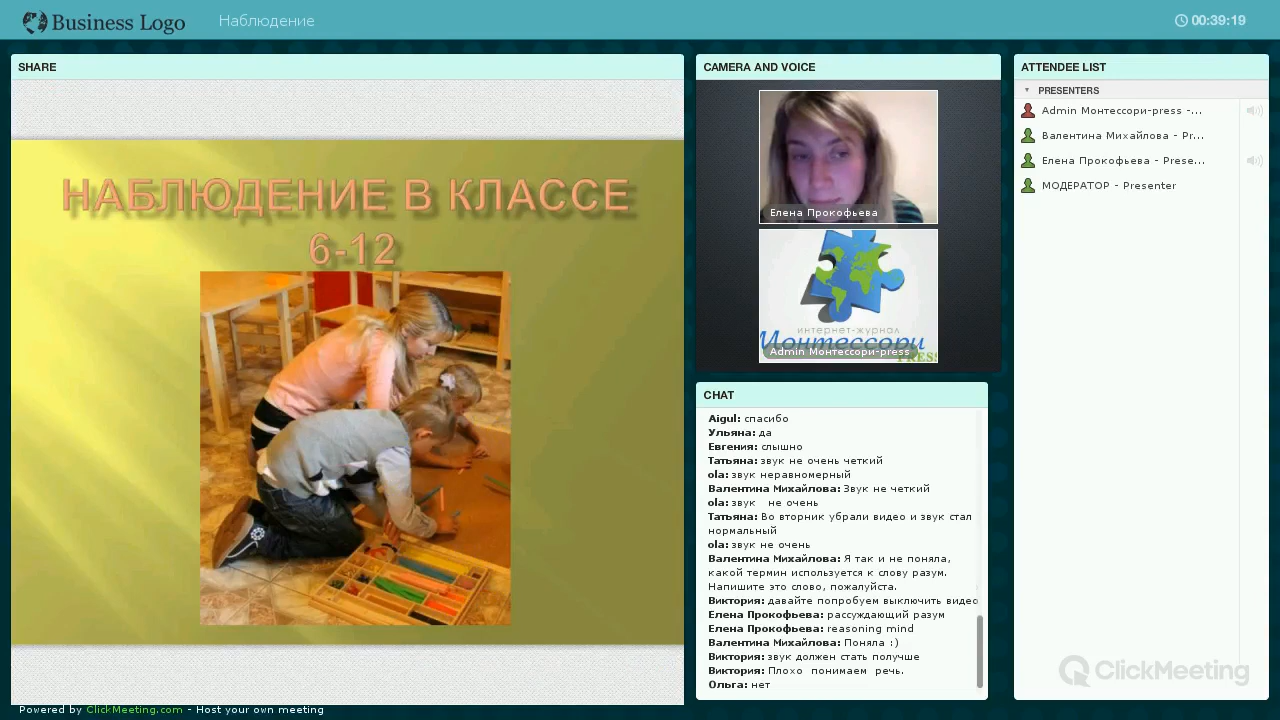 Business Logo
Наблюдение
00:39:19
SHARE
НАБЛЮДЕНИЕ В КЛАССЕ
6-12
CAMERA AND VOICE
Елена Прокофьева
интернет-журнал
Монтессори
PRESS
Admin Монтессори-press
CHAT
Aigul: спасибо
Ульяна: да
Евгения: слышно
Татьяна: звук не очень четкий
ola: звук неравномерный
Валентина Михайлова: Звук не четкий
ola: звук не очень
Татьяна: Во вторник убрали видео и звук стал
нормальный
ola: звук не очень
Валентина Михайлова: Я так и не поняла,
какой термин используется к слову разум.
Напишите это слово, пожалуйста.
Виктория: давайте попробуем выключить видео
Елена Прокофьева: рассуждающий разум
Елена Прокофьева: reasoning mind
Валентина Михайлова: Поняла :)
Виктория: звук должен стать получше
Виктория: Плохо понимаем речь.
Ольга: нет
ATTENDEE LIST
PRESENTERS
Admin Монтессори-press -...
Валентина Михайлова - Pr...
Елена Прокофьева - Prese...
МОДЕРАТОР - Presenter
ClickMeeting
Powered by ClickMeeting.com - Host your own meeting